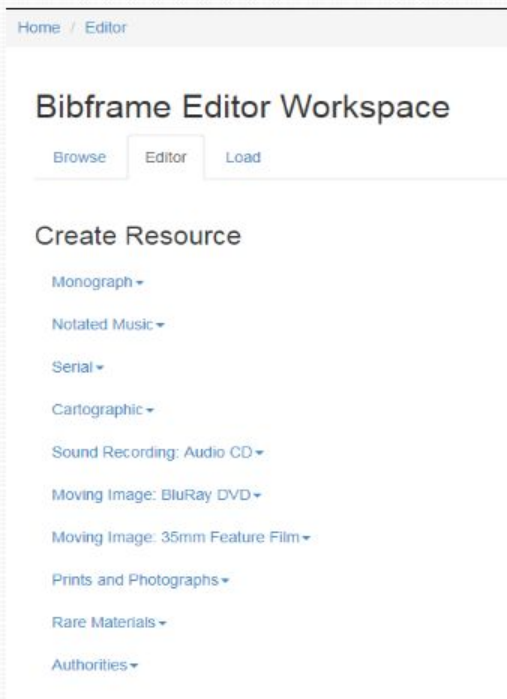 Home / Editor
Bibframe Editor Workspace
Browse Editor Load
Create Resource
Monograph
Notated Music
Serial
Cartographic
Sound Recording: Audio CD
Moving Image: BluRay DVD
Moving Image: 35mm Feature Film
Prints and Photographs
Rare Materials
Authorities